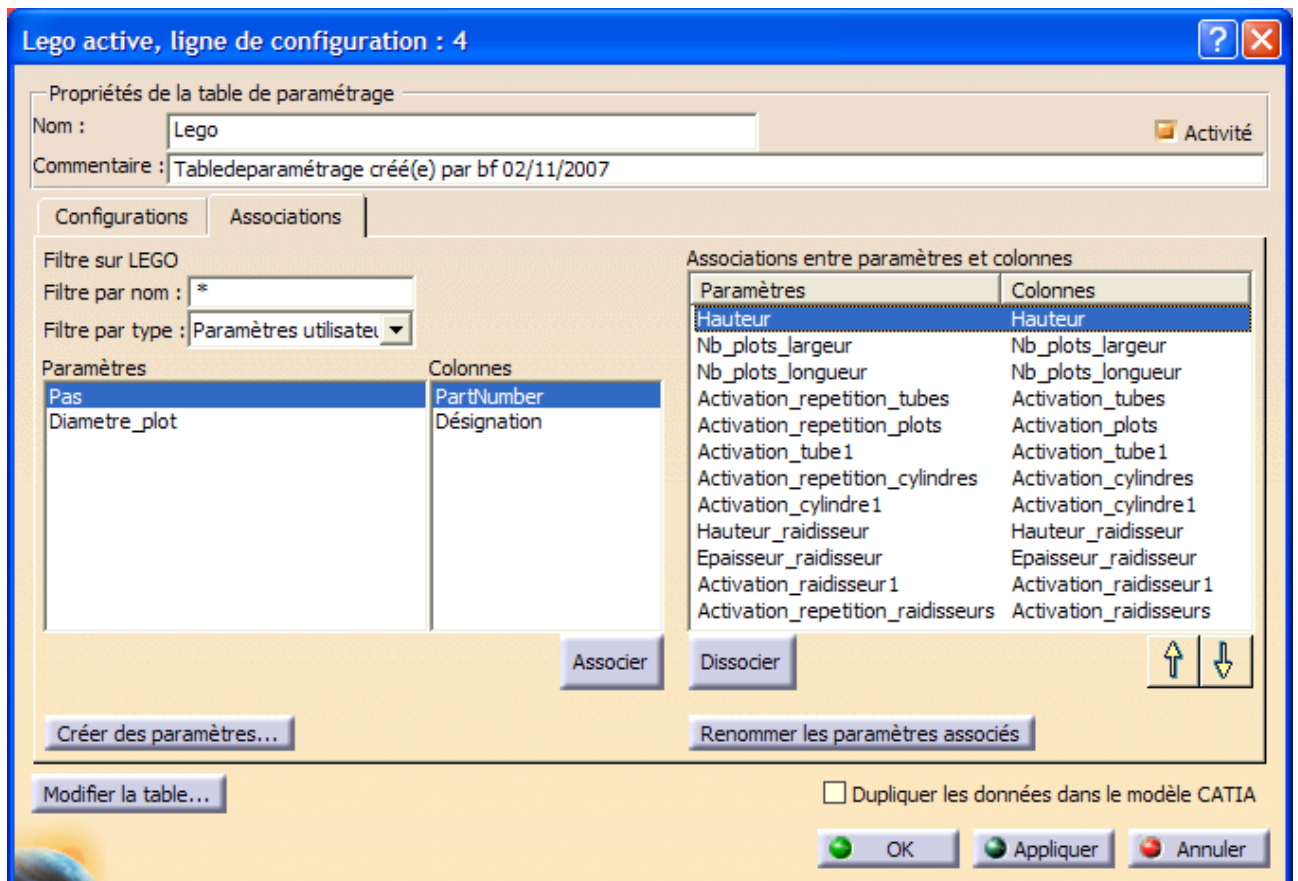 Lego active, ligne de configuration : 4
Propriétés de la table de paramétrage
Nom : Lego Activité
Commentaire : Tabledeparamétrage créé(e) par bf 02/11/2007
Configurations Associations
Filtre sur LEGO
Filtre par nom : *
Filtre par type : Paramètres utilisateu
Paramètres Colonnes
Pas PartNumber
Diametre_plot Désignation
Associer
Créer des paramètres...
Associations entre paramètres et colonnes
Paramètres Colonnes
Hauteur Hauteur
Nb_plots_largeur Nb_plots_largeur
Nb_plots_longueur Nb_plots_longueur
Activation_repetition_tubes Activation_tubes
Activation_repetition_plots Activation_plots
Activation_tube1 Activation_tube1
Activation_repetition_cylindres Activation_cylindres
Activation_cylindre1 Activation_cylindre1
Hauteur_raidisseur Hauteur_raidisseur
Epaisseur_raidisseur Epaisseur_raidisseur
Activation_raidisseur1 Activation_raidisseur1
Activation_repetition_raidisseurs Activation_raidisseurs
Dissocier
Renommer les paramètres associés
Modifier la table... Dupliquer les données dans le modèle CATIA
OK Appliquer Annuler